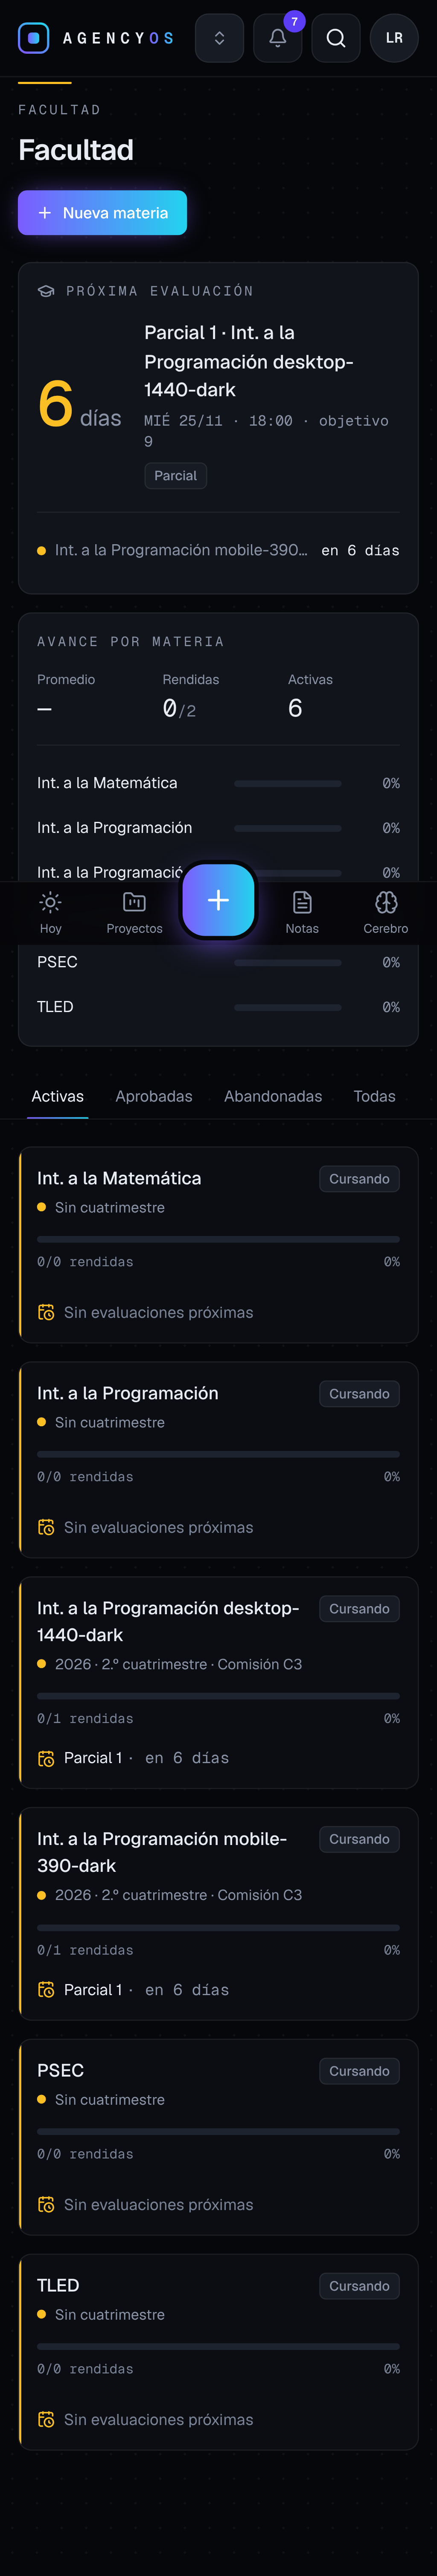 AGENCYOS
7
LR
FACULTAD
Facultad
+ Nueva materia
PRÓXIMA EVALUACIÓN
6 días
Parcial 1 · Int. a la
Programación desktop-
1440-dark
MIÉ 25/11 · 18:00 · objetivo
9
Parcial
Int. a la Programación mobile-390… en 6 días
AVANCE POR MATERIA
Promedio Rendidas Activas
— 0/2 6
Int. a la Matemática 0%
Int. a la Programación 0%
Int. a la Programació 0%
Hoy Proyectos + Notas Cerebro
PSEC 0%
TLED 0%
Activas Aprobadas Abandonadas Todas
Int. a la Matemática Cursando
Sin cuatrimestre
0/0 rendidas 0%
Sin evaluaciones próximas
Int. a la Programación Cursando
Sin cuatrimestre
0/0 rendidas 0%
Sin evaluaciones próximas
Int. a la Programación desktop- Cursando
1440-dark
2026 · 2.º cuatrimestre · Comisión C3
0/1 rendidas 0%
Parcial 1 · en 6 días
Int. a la Programación mobile- Cursando
390-dark
2026 · 2.º cuatrimestre · Comisión C3
0/1 rendidas 0%
Parcial 1 · en 6 días
PSEC Cursando
Sin cuatrimestre
0/0 rendidas 0%
Sin evaluaciones próximas
TLED Cursando
Sin cuatrimestre
0/0 rendidas 0%
Sin evaluaciones próximas